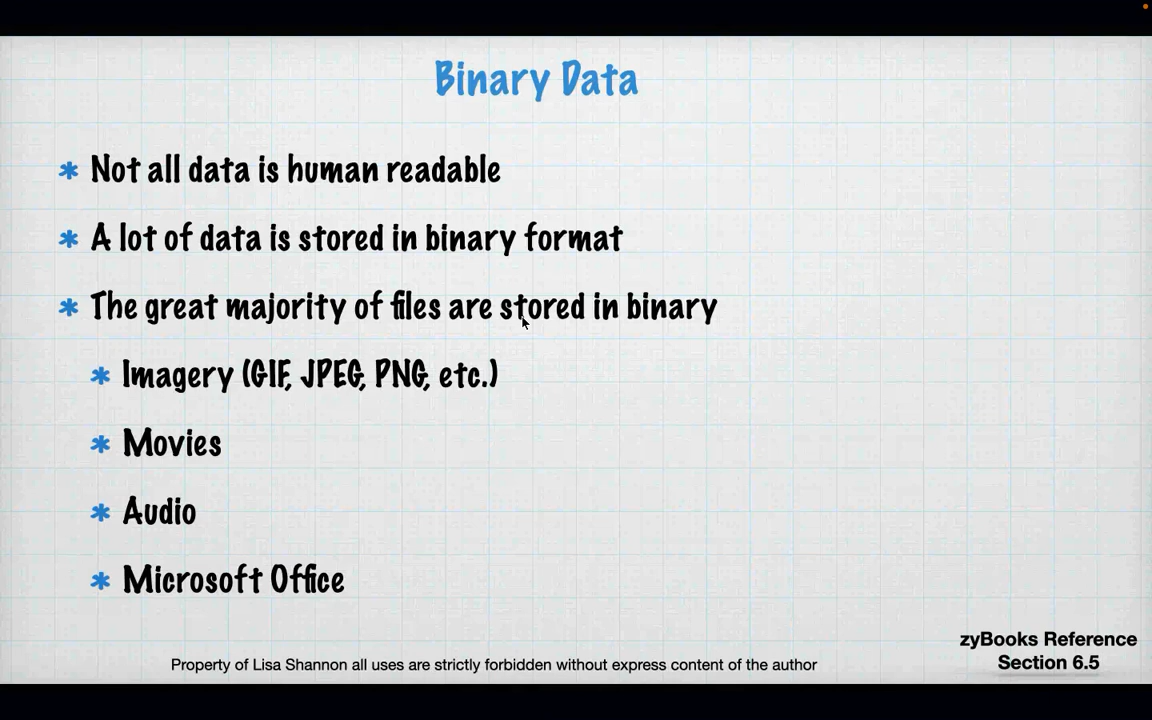 Binary Data
* Not all data is human readable
* A lot of data is stored in binary format
* The great majority of files are stored in binary
* Imagery (GIF, JPEG, PNG, etc.)
* Movies
* Audio
* Microsoft Office
zyBooks Reference
Section 6.5
Property of Lisa Shannon all uses are strictly forbidden without express content of the author